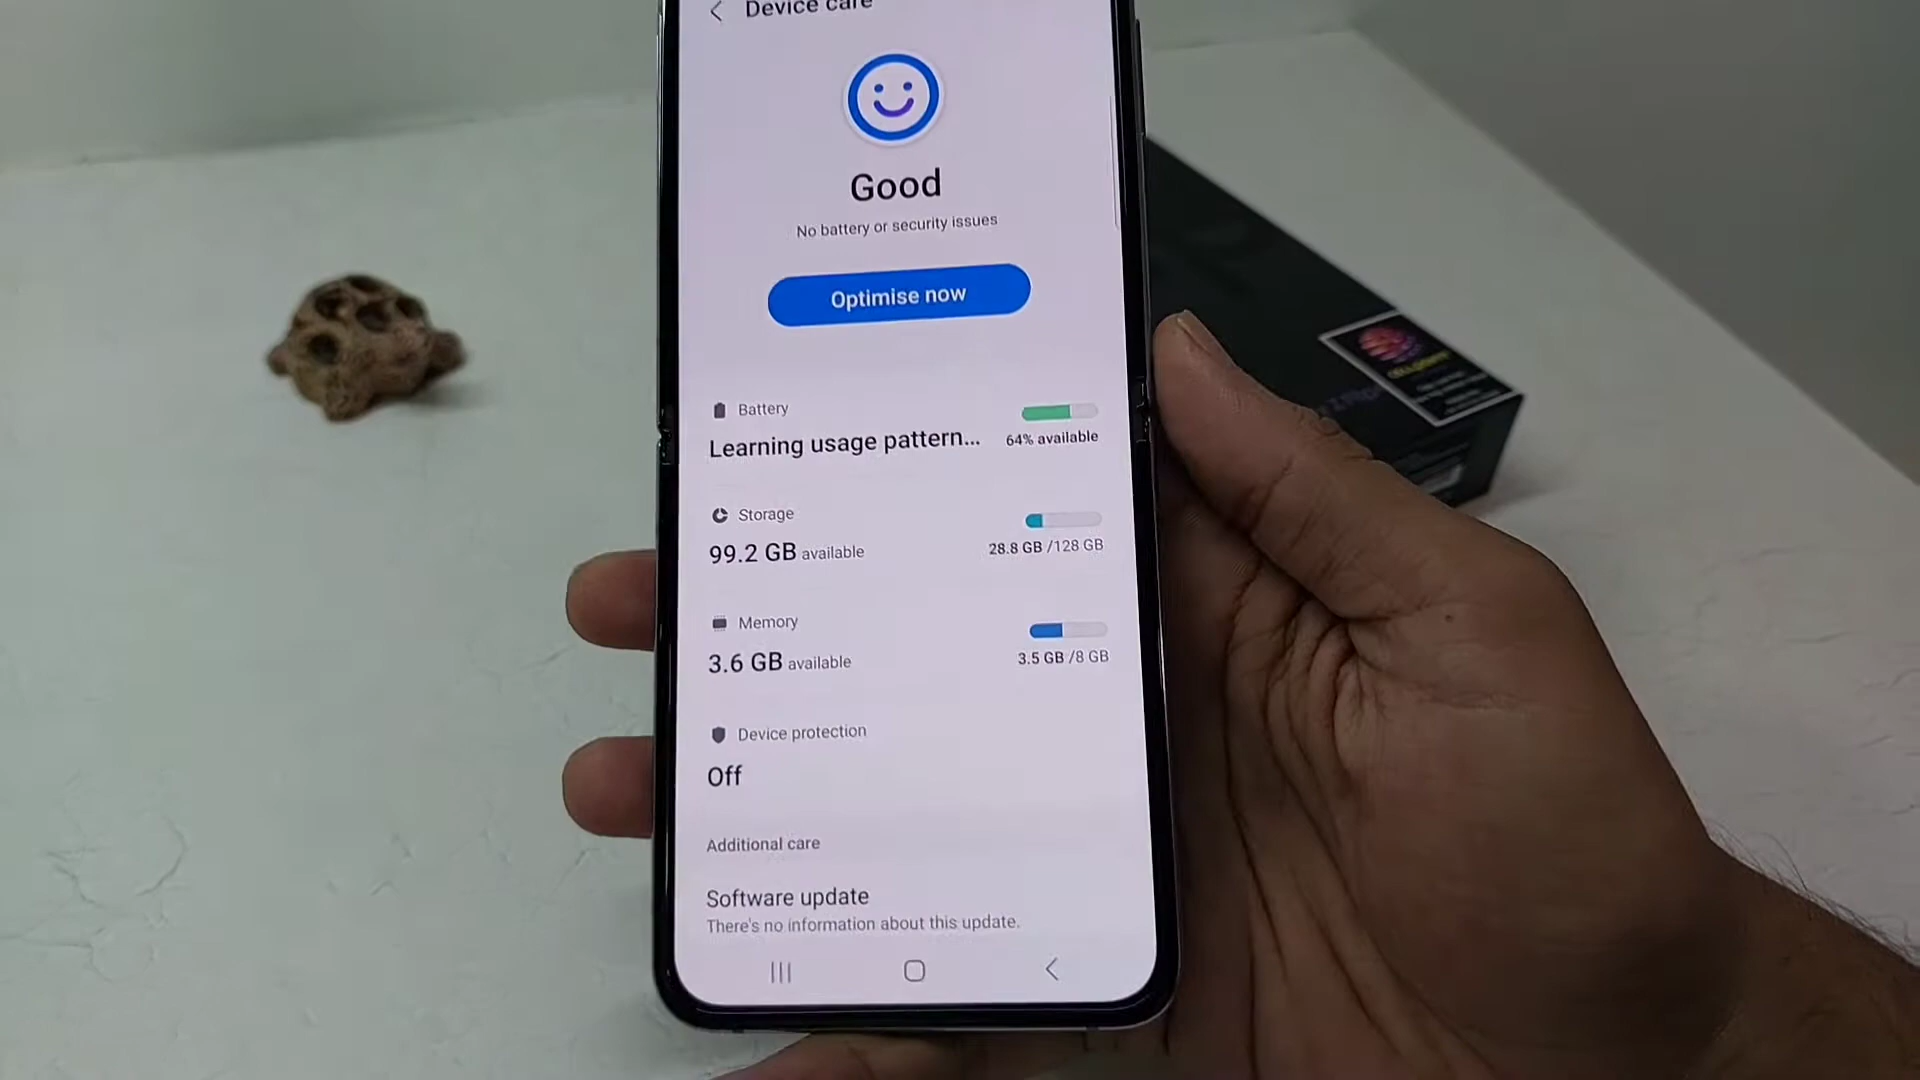 Device care
Good
No battery or security issues
Optimise now
Battery
Learning usage pattern...
64% available
Storage
99.2 GB available
28.8 GB /128 GB
Memory
3.6 GB available
3.5 GB /8 GB
Device protection
Off
Additional care
Software update
There's no information about this update.